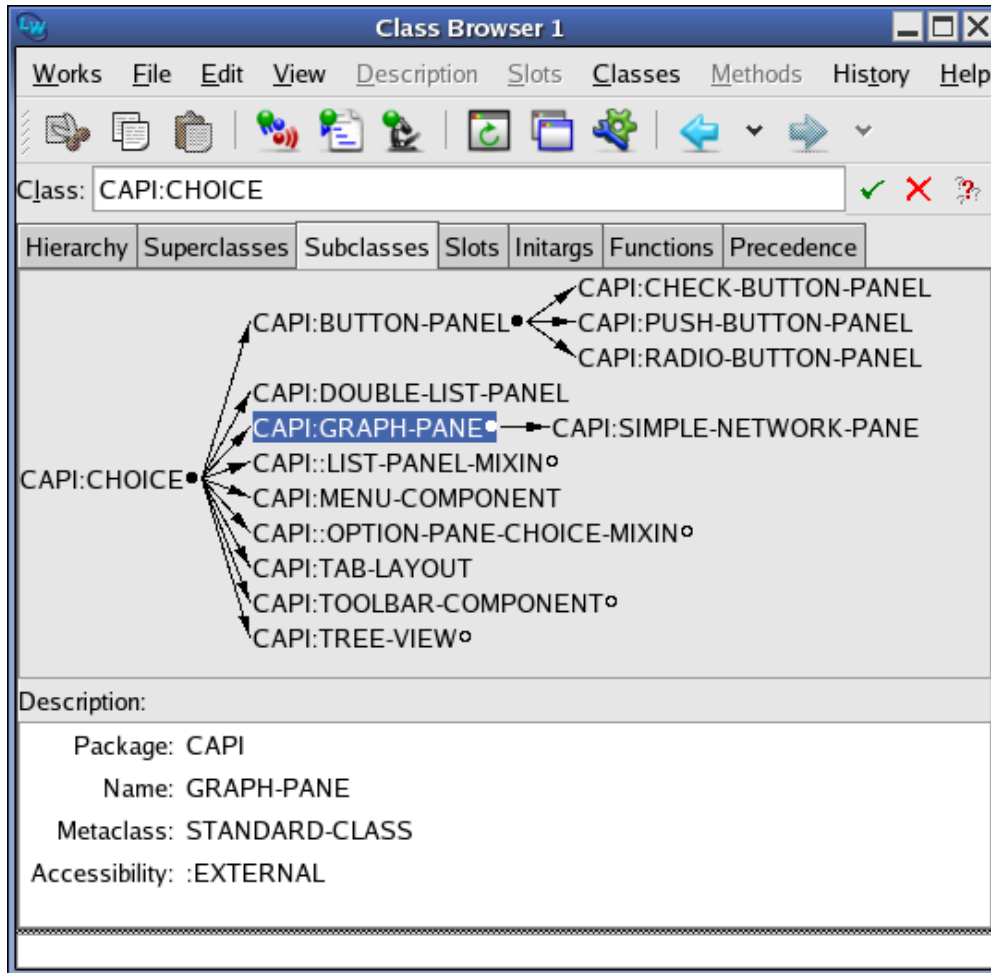 LW
Class Browser 1
Works File Edit View Description Slots Classes Methods History Help
Class: CAPI:CHOICE
Hierarchy Superclasses Subclasses Slots Initargs Functions Precedence
CAPI:CHECK-BUTTON-PANEL
CAPI:BUTTON-PANEL CAPI:PUSH-BUTTON-PANEL
CAPI:RADIO-BUTTON-PANEL
CAPI:DOUBLE-LIST-PANEL
CAPI:GRAPH-PANE CAPI:SIMPLE-NETWORK-PANE
CAPI::LIST-PANEL-MIXIN
CAPI:CHOICE
CAPI:MENU-COMPONENT
CAPI::OPTION-PANE-CHOICE-MIXIN
CAPI:TAB-LAYOUT
CAPI:TOOLBAR-COMPONENT
CAPI:TREE-VIEW
Description:
Package: CAPI
Name: GRAPH-PANE
Metaclass: STANDARD-CLASS
Accessibility: :EXTERNAL